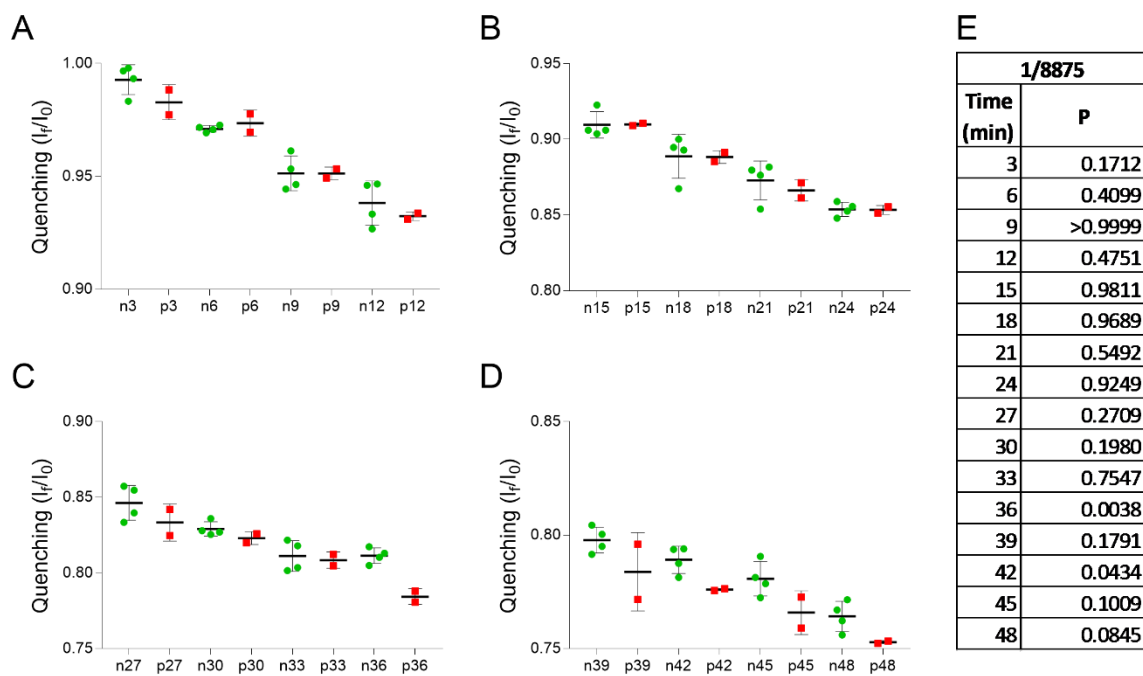 A
Quenching (If/I0)
1.00
0.95
0.90
n3 p3 n6 p6 n9 p9 n12 p12
B
Quenching (If/I0)
0.95
0.90
0.85
0.80
n15 p15 n18 p18 n21 p21 n24 p24
C
Quenching (If/I0)
0.90
0.85
0.80
0.75
n27 p27 n30 p30 n33 p33 n36 p36
D
Quenching (If/I0)
0.85
0.80
0.75
n39 p39 n42 p42 n45 p45 n48 p48
E
1/8875
Time (min) P
3 0.1712
6 0.4099
9 >0.9999
12 0.4751
15 0.9811
18 0.9689
21 0.5492
24 0.9249
27 0.2709
30 0.1980
33 0.7547
36 0.0038
39 0.1791
42 0.0434
45 0.1009
48 0.0845